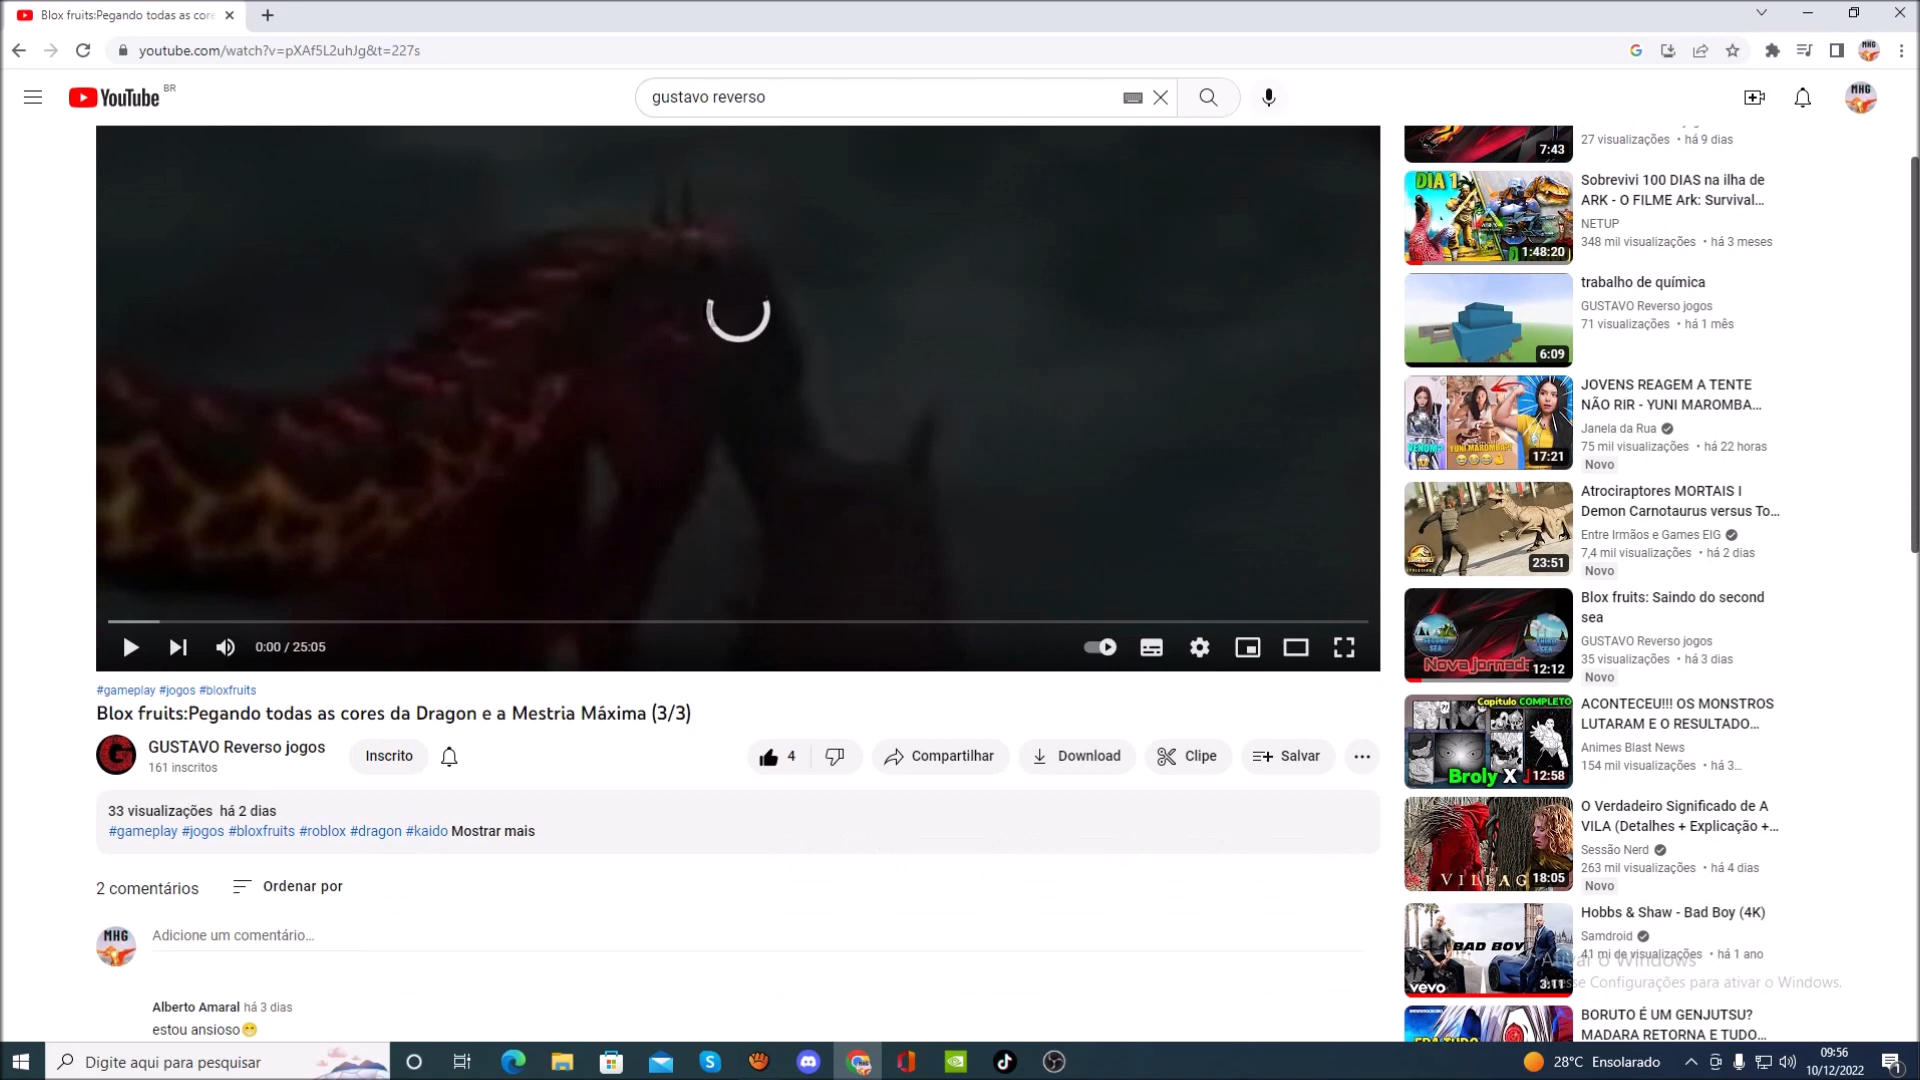 Blox fruits:Pegando todas as core
youtube.com/watch?v=pXAf5L2uhJg&t=227s
YouTube BR
gustavo reverso
MHG
7:43
27 visualizações • há 9 dias
DIA 1
1:48:20
Sobrevivi 100 DIAS na ilha de
ARK - O FILME Ark: Survival...
NETUP
348 mil visualizações • há 3 meses
6:09
trabalho de química
GUSTAVO Reverso jogos
71 visualizações • há 1 mês
17:21
JOVENS REAGEM A TENTE
NÃO RIR - YUNI MAROMBA...
Janela da Rua
75 mil visualizações • há 22 horas
Novo
23:51
Atrociraptores MORTAIS I
Demon Carnotaurus versus To...
Entre Irmãos e Games EIG
7,4 mil visualizações • há 2 dias
Novo
Nova jornada
12:12
Blox fruits: Saindo do second
sea
GUSTAVO Reverso jogos
35 visualizações • há 3 dias
Novo
Capítulo COMPLETO
Broly X
12:58
ACONTECEU!!! OS MONSTROS
LUTARAM E O RESULTADO...
Animes Blast News
154 mil visualizações • há 3...
18:05
O Verdadeiro Significado de A
VILA (Detalhes + Explicação +...
Sessão Nerd
263 mil visualizações • há 4 dias
Novo
BAD BOY
vevo
3:11
Hobbs & Shaw - Bad Boy (4K)
Samdroid
41 mi de visualizações • há 1 ano
BORUTO É UM GENJUTSU?
MADARA RETORNA E TUDO...
0:00 / 25:05
#gameplay #jogos #bloxfruits
Blox fruits:Pegando todas as cores da Dragon e a Mestria Máxima (3/3)
GUSTAVO Reverso jogos
161 inscritos
Inscrito
4
Compartilhar
Download
Clipe
Salvar
33 visualizações há 2 dias
#gameplay #jogos #bloxfruits #roblox #dragon #kaido Mostrar mais
2 comentários
Ordenar por
MHG
Adicione um comentário...
Alberto Amaral há 3 dias
estou ansioso😁
Ativar o Windows
Acesse Configurações para ativar o Windows.
Digite aqui para pesquisar
28°C Ensolarado
09:56
10/12/2022
1